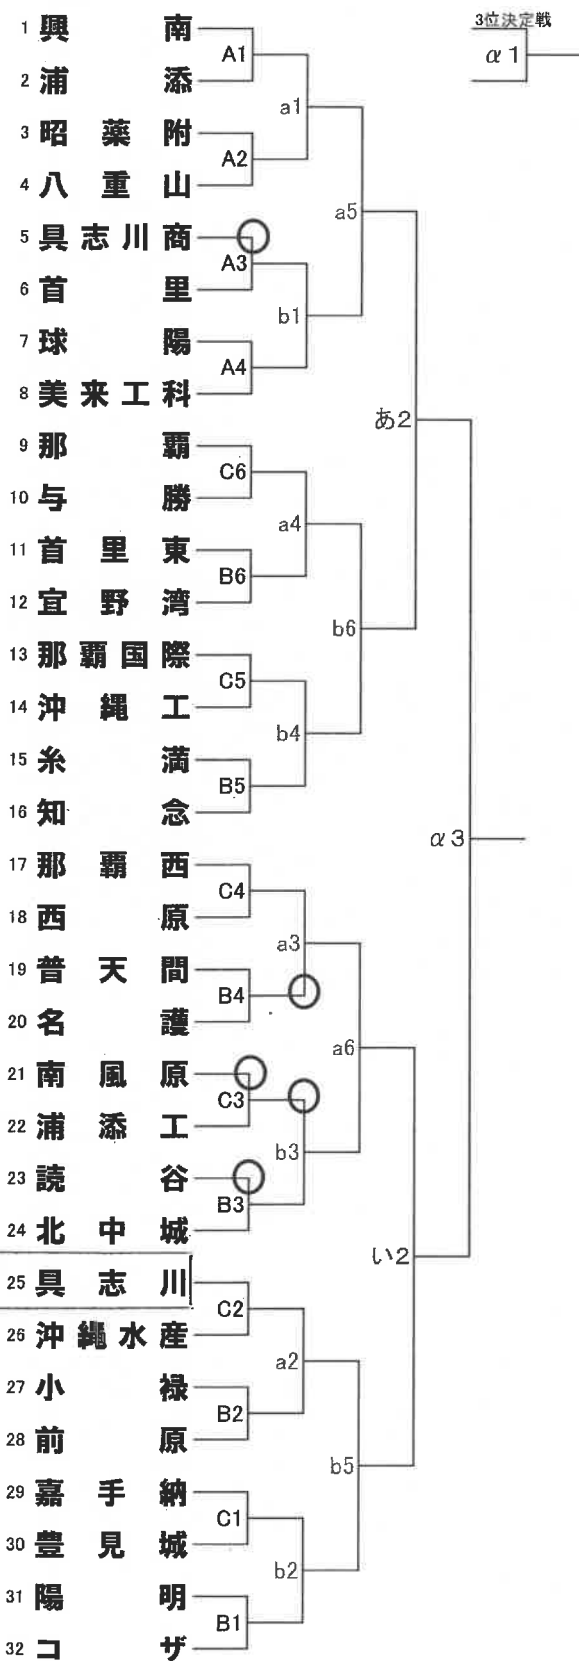 3位決定戦
α1
1 興南
2 浦添
3 昭薬附
4 八重山
5 具志川商
6 首里
7 球陽
8 美来工科
9 那覇
10 与勝
11 首里東
12 宜野湾
13 那覇国際
14 沖縄工
15 糸満
16 知念
17 那覇西
18 西原
19 普天間
20 名護
21 南風原
22 浦添工
23 読谷
24 北中城
25 具志川
26 沖縄水産
27 小禄
28 前原
29 嘉手納
30 豊見城
31 陽明
32 コザ
A1
A2
A3
A4
C6
B6
C5
B5
C4
B4
C3
B3
C2
B2
C1
B1
a1
b1
a4
b4
a3
b3
a2
b2
a5
b6
a6
b5
あ2
い2
α3